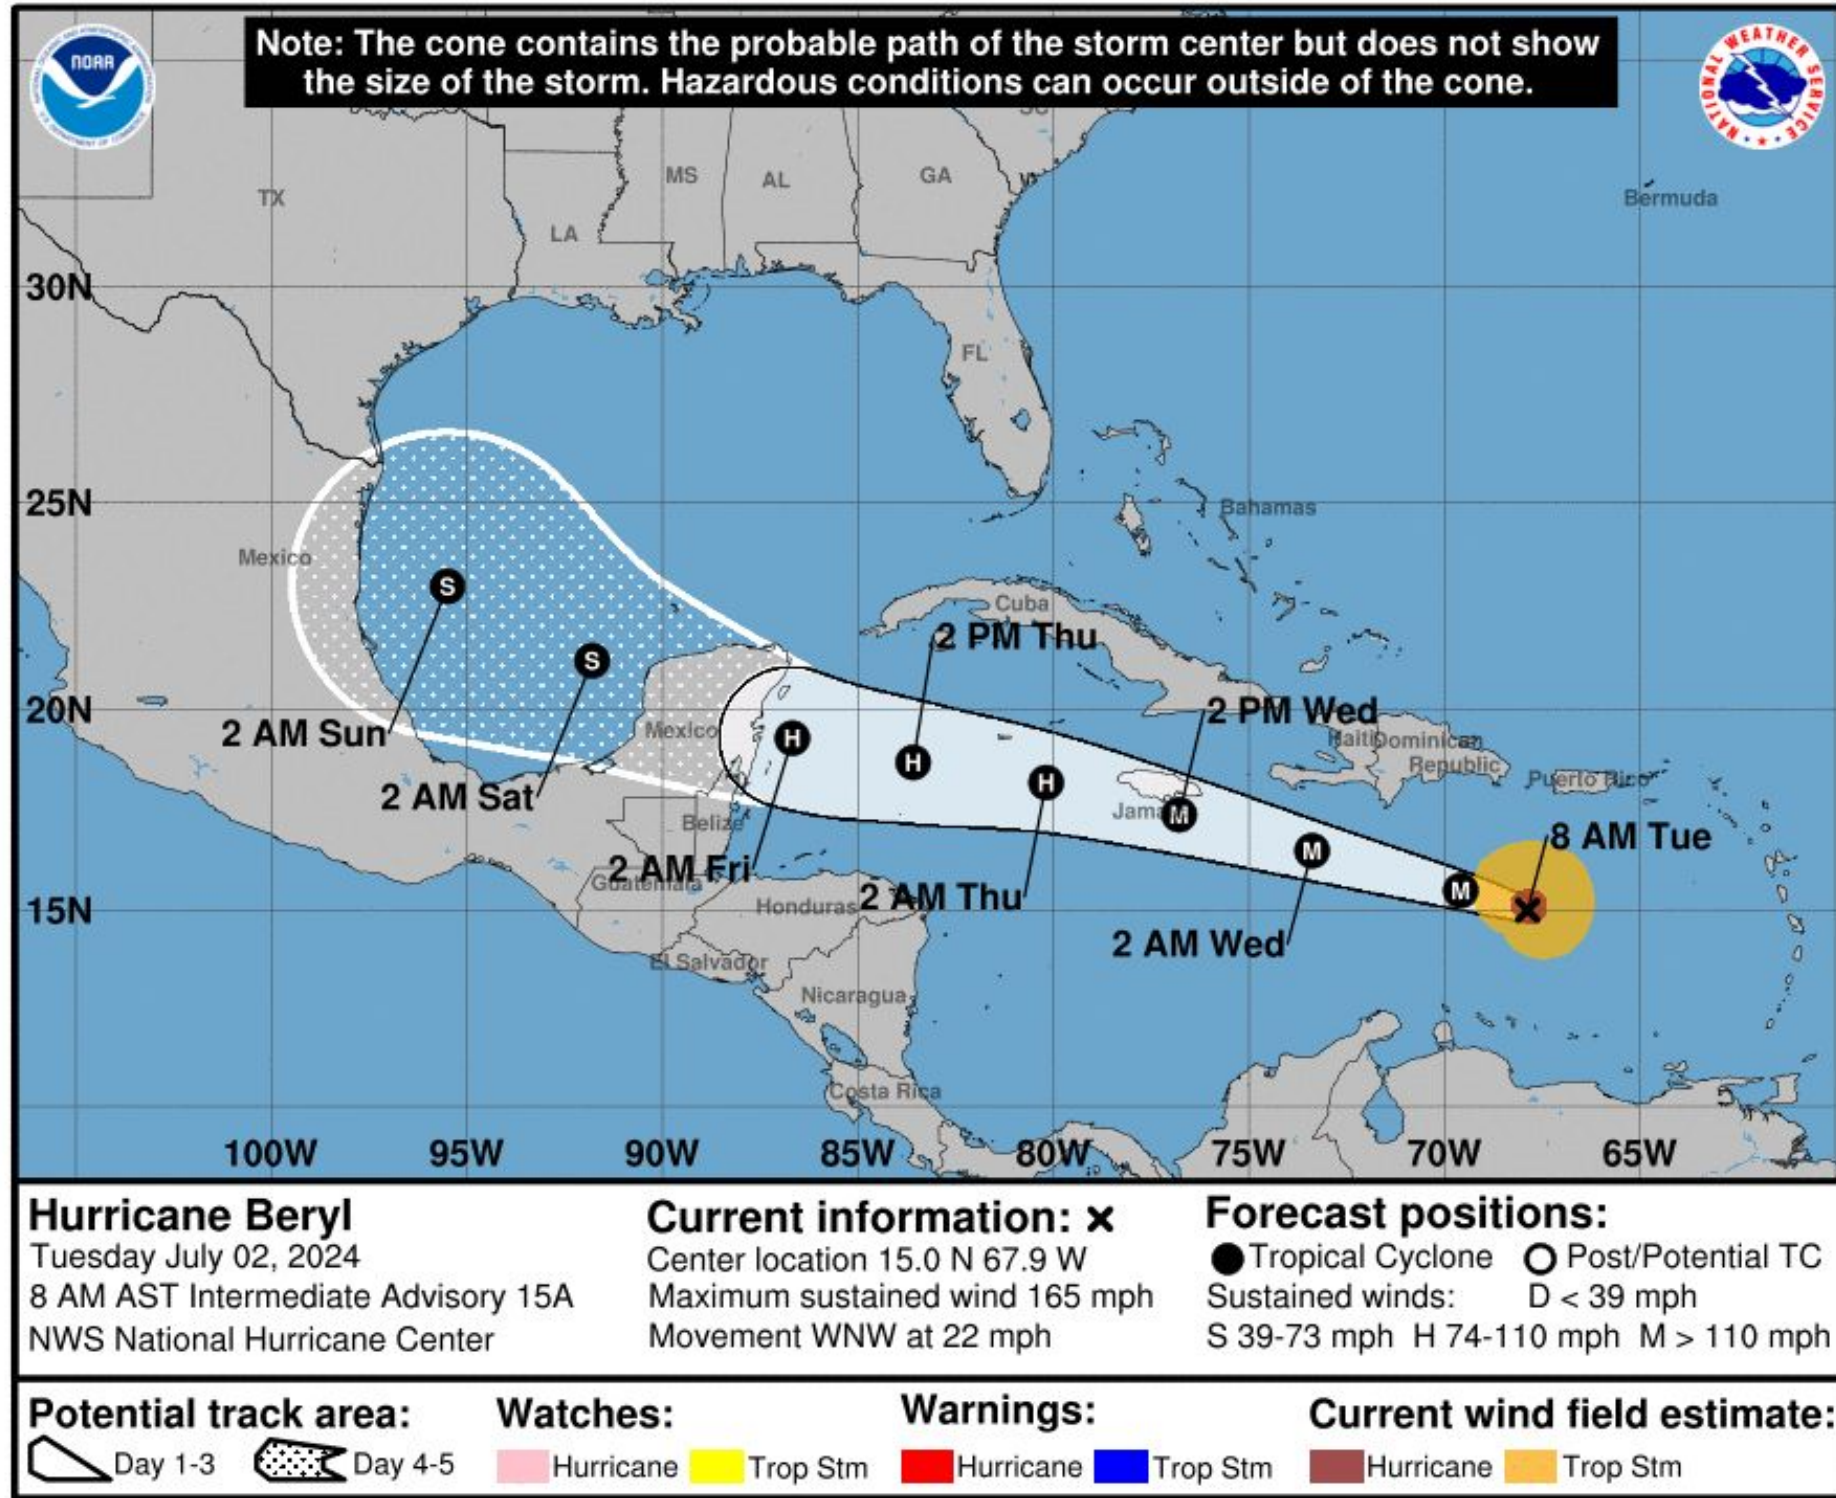 Note: The cone contains the probable path of the storm center but does not show
the size of the storm. Hazardous conditions can occur outside of the cone.
NOAA
NATIONAL WEATHER SERVICE
TX
LA
MS
AL
GA
SC
FL
Bermuda
30N
25N
20N
15N
Mexico
Bahamas
Cuba
S
S
H
H
H
M
M
M
2 PM Thu
2 PM Wed
8 AM Tue
2 AM Sun
2 AM Sat
2 AM Fri
2 AM Thu
2 AM Wed
Mexico
Haiti
Dominican
Republic
Puerto Rico
Belize
Guatemala
Honduras
El Salvador
Nicaragua
Costa Rica
100W 95W 90W 85W 80W 75W 70W 65W
Hurricane Beryl
Tuesday July 02, 2024
8 AM AST Intermediate Advisory 15A
NWS National Hurricane Center
Current information: x
Center location 15.0 N 67.9 W
Maximum sustained wind 165 mph
Movement WNW at 22 mph
Forecast positions:
Tropical Cyclone Post/Potential TC
Sustained winds: D < 39 mph
S 39-73 mph H 74-110 mph M > 110 mph
Potential track area:
Day 1-3 Day 4-5
Watches:
Hurricane Trop Stm
Warnings:
Hurricane Trop Stm
Current wind field estimate:
Hurricane Trop Stm